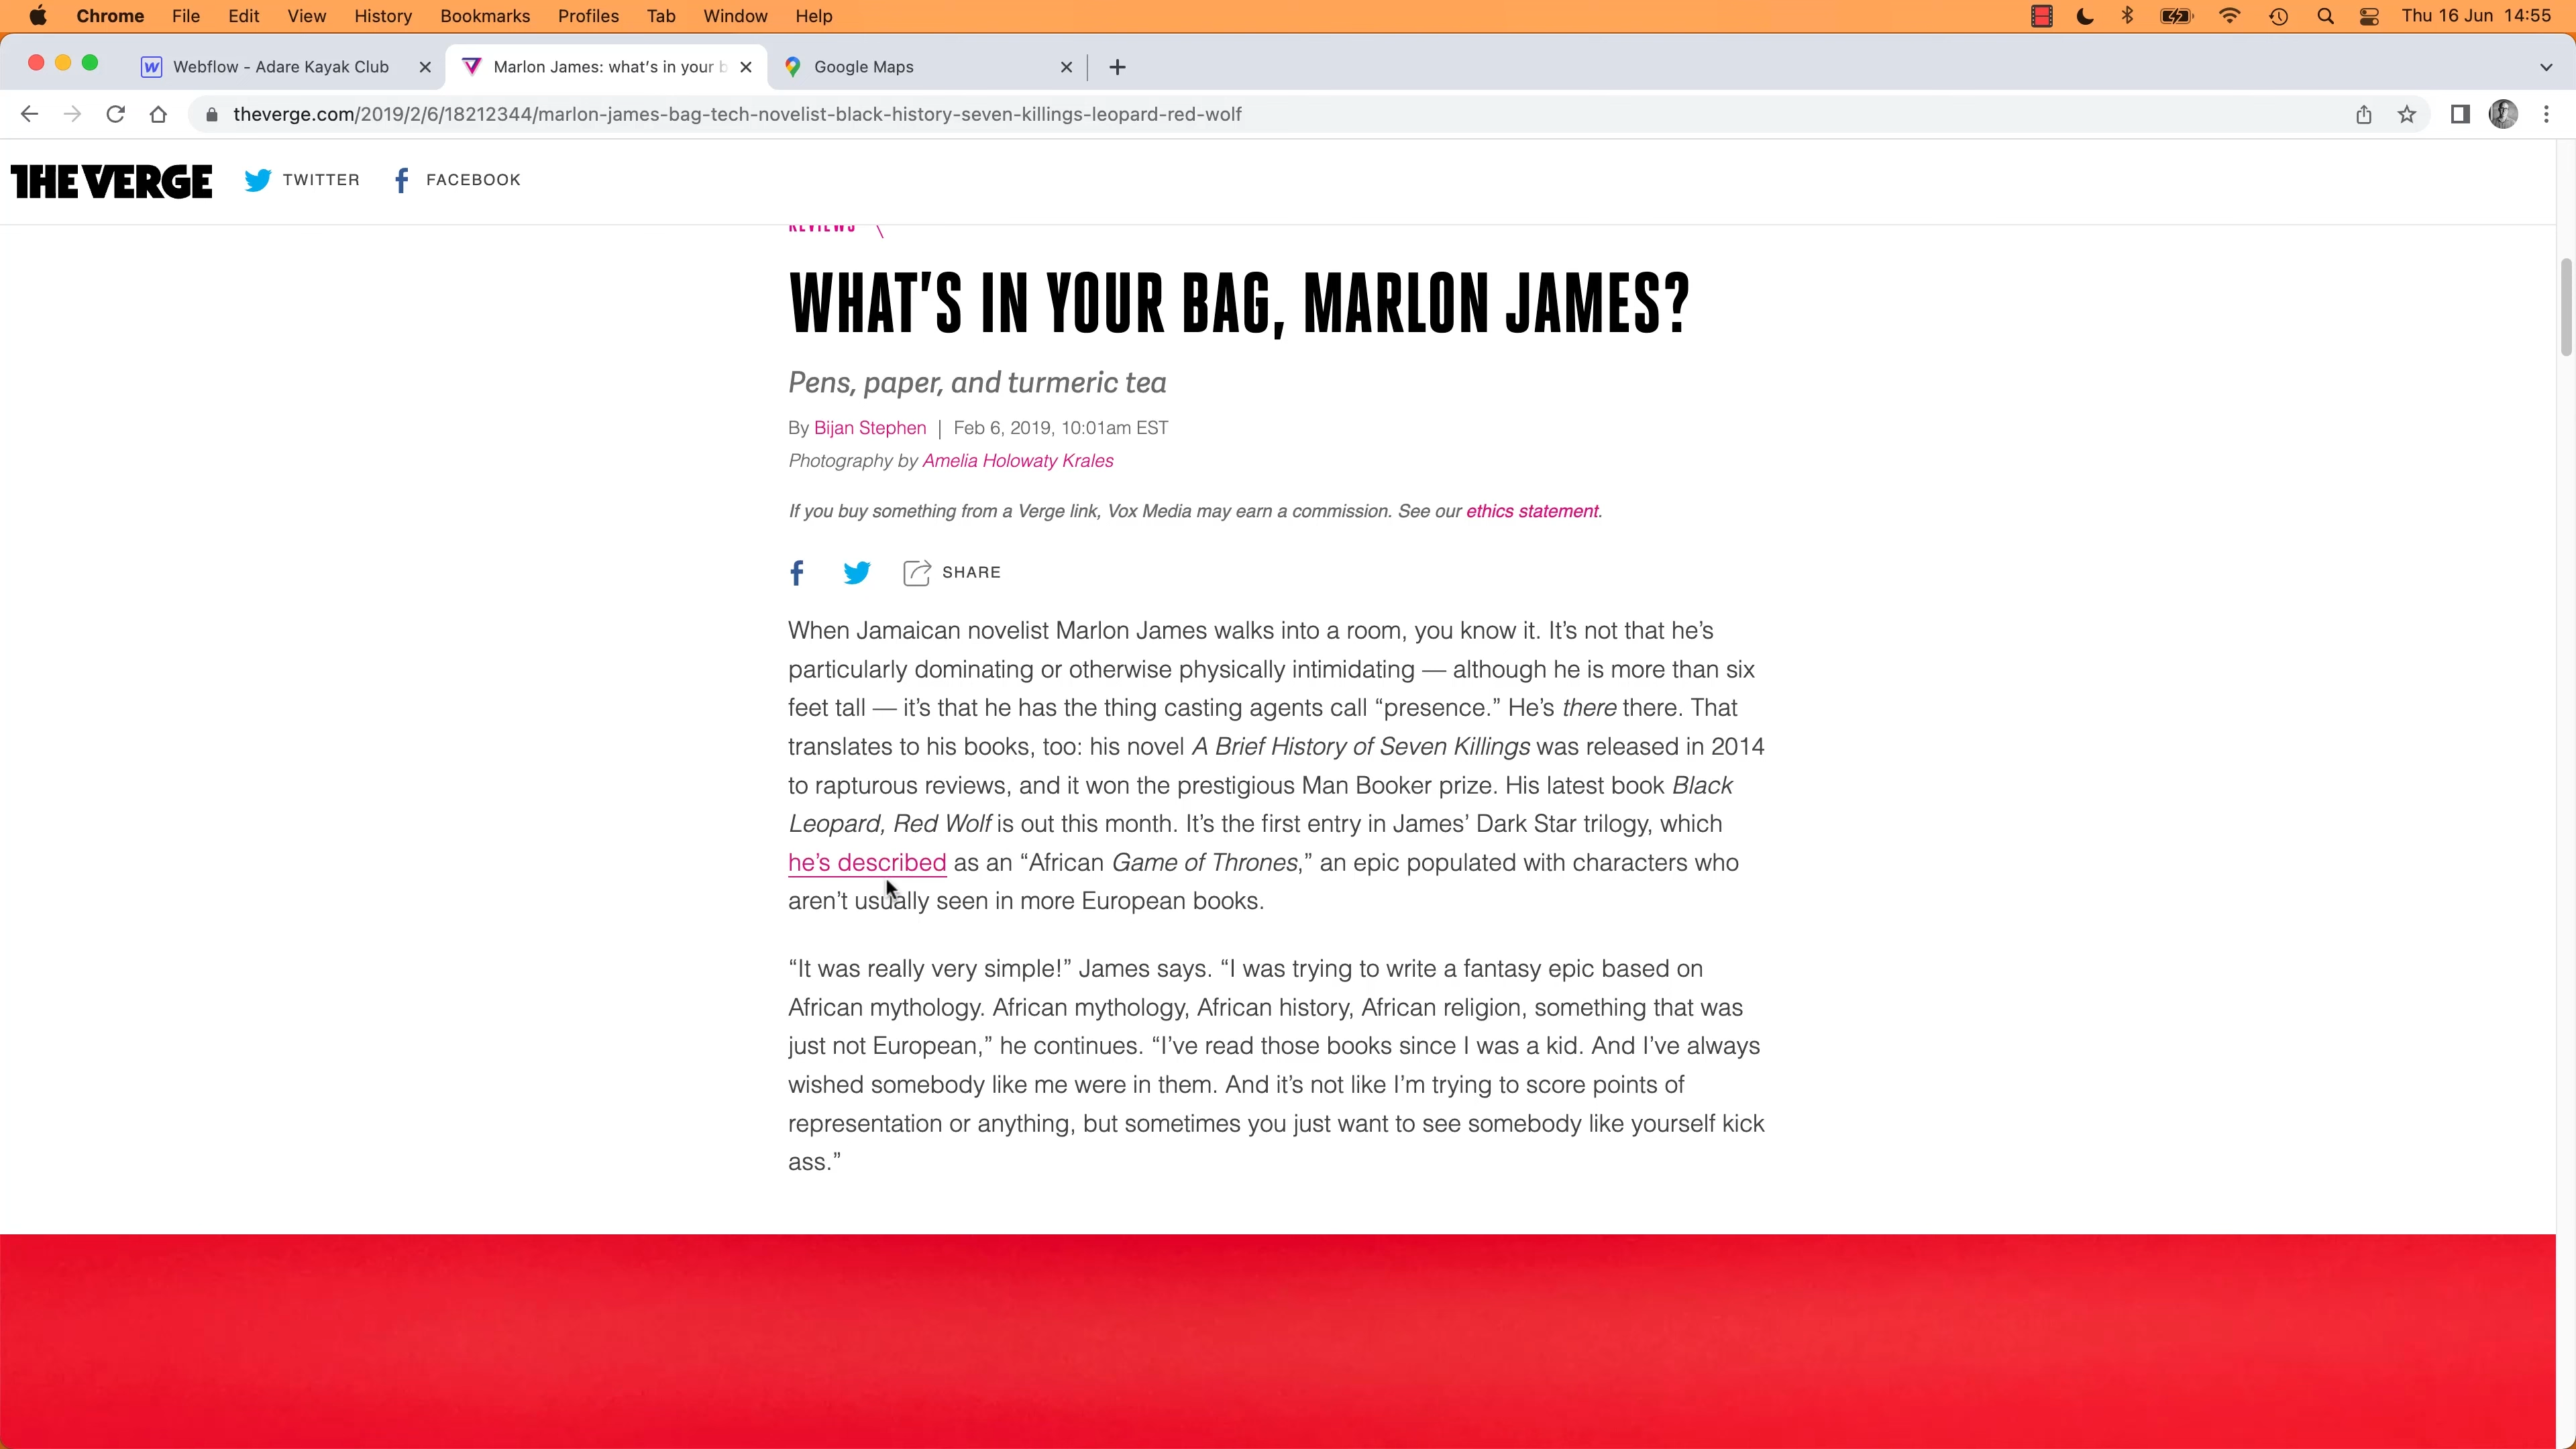 Chrome File Edit View History Bookmarks Profiles Tab Window Help Thu 16 Jun 14:55
Webflow - Adare Kayak Club Marlon James: what's in your b Google Maps
theverge.com/2019/2/6/18212344/marlon-james-bag-tech-novelist-black-history-seven-killings-leopard-red-wolf
THE VERGE TWITTER FACEBOOK
REVIEWS
WHAT'S IN YOUR BAG, MARLON JAMES?
Pens, paper, and turmeric tea
By Bijan Stephen | Feb 6, 2019, 10:01am EST
Photography by Amelia Holowaty Krales
If you buy something from a Verge link, Vox Media may earn a commission. See our ethics statement.
SHARE
When Jamaican novelist Marlon James walks into a room, you know it. It’s not that he’s
particularly dominating or otherwise physically intimidating — although he is more than six
feet tall — it’s that he has the thing casting agents call “presence.” He’s there there. That
translates to his books, too: his novel A Brief History of Seven Killings was released in 2014
to rapturous reviews, and it won the prestigious Man Booker prize. His latest book Black
Leopard, Red Wolf is out this month. It’s the first entry in James’ Dark Star trilogy, which
he’s described as an “African Game of Thrones,” an epic populated with characters who
aren’t usually seen in more European books.
“It was really very simple!” James says. “I was trying to write a fantasy epic based on
African mythology. African mythology, African history, African religion, something that was
just not European,” he continues. “I’ve read those books since I was a kid. And I’ve always
wished somebody like me were in them. And it’s not like I’m trying to score points of
representation or anything, but sometimes you just want to see somebody like yourself kick
ass.”